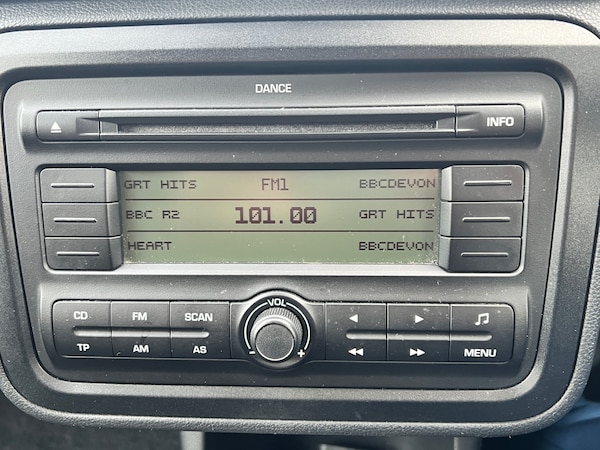 DANCE
INFO
GRT HITS FM1 BBCDEVON
BBC R2 101.00 GRT HITS
HEART BBCDEVON
CD FM SCAN VOL
TP AM AS - + MENU